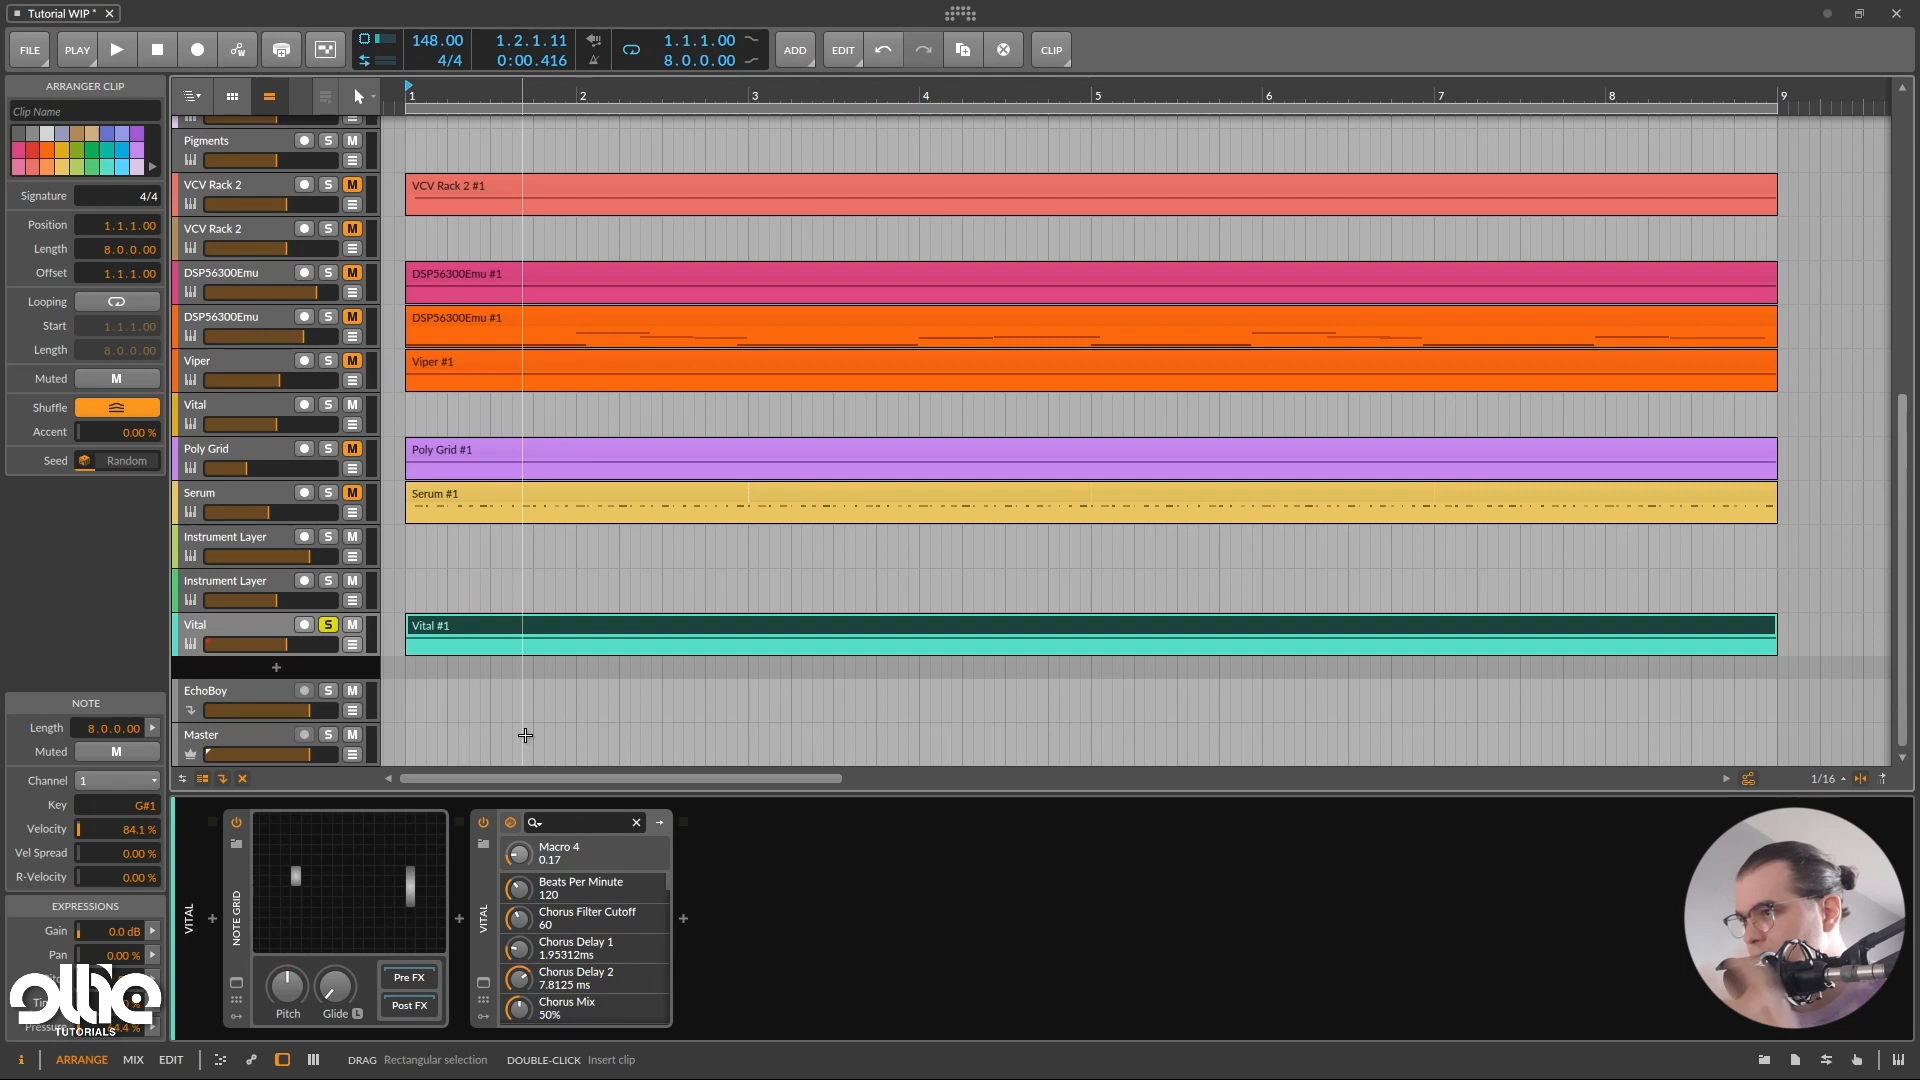 Tutorial WIP *
FILE
PLAY
148.00
4/4
1.2.1.11
0:00.416
1.1.1.00
8.0.0.00
ADD
EDIT
CLIP
ARRANGER CLIP
Clip Name
Signature 4/4
Position 1.1.1.00
Length 8.0.0.00
Offset 1.1.1.00
Looping
Start 1.1.1.00
Length 8.0.0.00
Muted M
Shuffle
Accent 0.00 %
Seed Random
NOTE
Length 8.0.0.00
Muted M
Channel 1
Key G#1
Velocity 84.1 %
Vel Spread 0.00 %
R-Velocity 0.00 %
EXPRESSIONS
Gain 0.0 dB
Pan 0.00 %
ollie
TUTORIALS
1 2 3 4 5 6 7 8 9
Pigments S M
VCV Rack 2 S M
VCV Rack 2 #1
VCV Rack 2 S M
DSP56300Emu S M
DSP56300Emu #1
DSP56300Emu S M
DSP56300Emu #1
Viper S M
Viper #1
Vital S M
Poly Grid S M
Poly Grid #1
Serum S M
Serum #1
Instrument Layer S M
Instrument Layer S M
Vital S M
Vital #1
EchoBoy S M
Master S M
1/16
VITAL
NOTE GRID
Pitch
Glide L
Pre FX
Post FX
VITAL
Macro 4
0.17
Beats Per Minute
120
Chorus Filter Cutoff
60
Chorus Delay 1
1.95312ms
Chorus Delay 2
7.8125 ms
Chorus Mix
50%
i ARRANGE MIX EDIT
DRAG Rectangular selection
DOUBLE-CLICK Insert clip